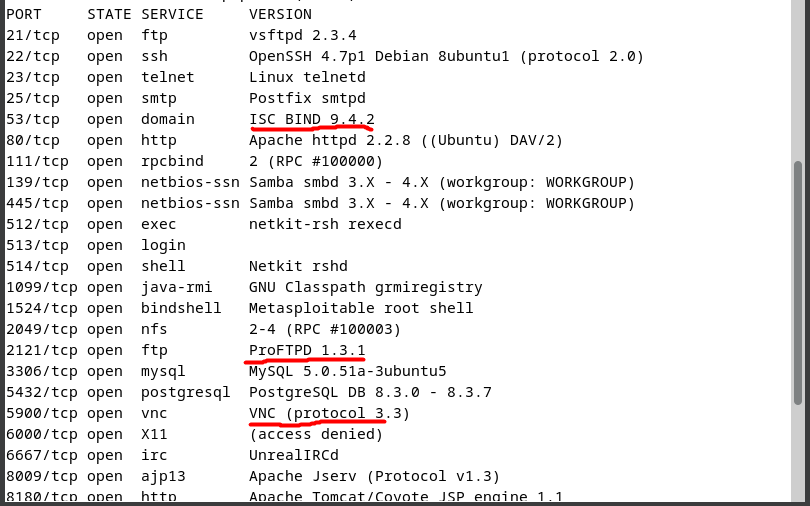 PORT STATE SERVICE VERSION
21/tcp open ftp vsftpd 2.3.4
22/tcp open ssh OpenSSH 4.7p1 Debian 8ubuntu1 (protocol 2.0)
23/tcp open telnet Linux telnetd
25/tcp open smtp Postfix smtpd
53/tcp open domain ISC BIND 9.4.2
80/tcp open http Apache httpd 2.2.8 ((Ubuntu) DAV/2)
111/tcp open rpcbind 2 (RPC #100000)
139/tcp open netbios-ssn Samba smbd 3.X - 4.X (workgroup: WORKGROUP)
445/tcp open netbios-ssn Samba smbd 3.X - 4.X (workgroup: WORKGROUP)
512/tcp open exec netkit-rsh rexecd
513/tcp open login
514/tcp open shell Netkit rshd
1099/tcp open java-rmi GNU Classpath grmiregistry
1524/tcp open bindshell Metasploitable root shell
2049/tcp open nfs 2-4 (RPC #100003)
2121/tcp open ftp ProFTPD 1.3.1
3306/tcp open mysql MySQL 5.0.51a-3ubuntu5
5432/tcp open postgresql PostgreSQL DB 8.3.0 - 8.3.7
5900/tcp open vnc VNC (protocol 3.3)
6000/tcp open X11 (access denied)
6667/tcp open irc UnrealIRCd
8009/tcp open ajp13 Apache Jserv (Protocol v1.3)
8180/tcp open http Apache Tomcat/Coyote JSP engine 1.1